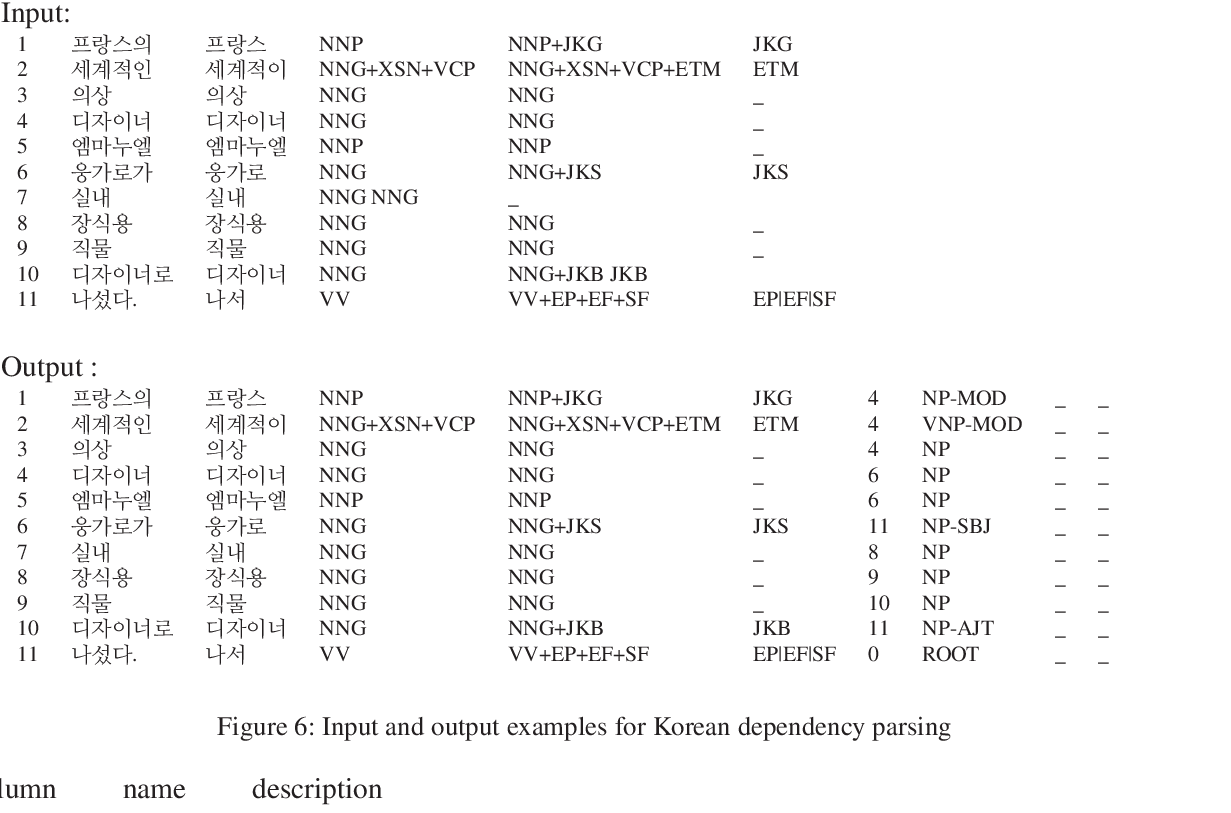 Input:
1 프랑스의 프랑스 NNP NNP+JKG JKG
2 세계적인 세계적이 NNG+XSN+VCP NNG+XSN+VCP+ETM ETM
3 의상 의상 NNG NNG _
4 디자이너 디자이너 NNG NNG _
5 엠마누엘 엠마누엘 NNP NNP _
6 웅가로가 웅가로 NNG NNG+JKS JKS
7 실내 실내 NNG NNG _
8 장식용 장식용 NNG NNG _
9 직물 직물 NNG NNG _
10 디자이너로 디자이너 NNG NNG+JKB JKB
11 나섰다. 나서 VV VV+EP+EF+SF EP|EF|SF
Output :
1 프랑스의 프랑스 NNP NNP+JKG JKG 4 NP-MOD _ _
2 세계적인 세계적이 NNG+XSN+VCP NNG+XSN+VCP+ETM ETM 4 VNP-MOD _ _
3 의상 의상 NNG NNG _ 4 NP _ _
4 디자이너 디자이너 NNG NNG _ 6 NP _ _
5 엠마누엘 엠마누엘 NNP NNP _ 6 NP _ _
6 웅가로가 웅가로 NNG NNG+JKS JKS 11 NP-SBJ _ _
7 실내 실내 NNG NNG _ 8 NP _ _
8 장식용 장식용 NNG NNG _ 9 NP _ _
9 직물 직물 NNG NNG _ 10 NP _ _
10 디자이너로 디자이너 NNG NNG+JKB JKB 11 NP-AJT _ _
11 나섰다. 나서 VV VV+EP+EF+SF EP|EF|SF 0 ROOT _ _
Figure 6: Input and output examples for Korean dependency parsing
lumn name description